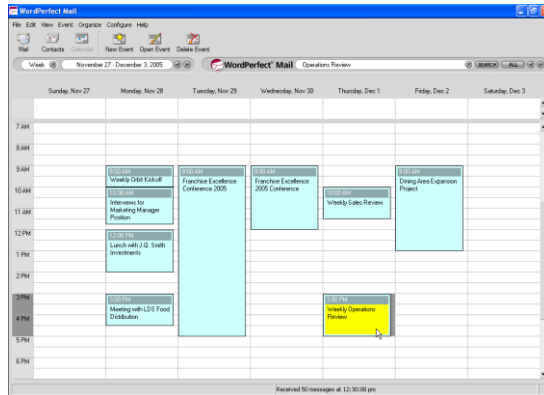 WordPerfect Mail
File Edit View Event Organize Configure Help
Mail Contacts Calendar New Event Open Event Delete Event
Week November 27 - December 3, 2005 WordPerfect Mail Operations Review SEARCH ALL
Sunday, Nov 27 Monday, Nov 28 Tuesday, Nov 29 Wednesday, Nov 30 Thursday, Dec 1 Friday, Dec 2 Saturday, Dec 3
7 AM
8 AM
9 AM
10 AM
11 AM
12 PM
1 PM
2 PM
3 PM
4 PM
5 PM
6 PM
9:00 AM
Weekly Orbit Kickoff
10:00 AM
Interviews for
Marketing Manager
Position
12:00 PM
Lunch with J.Q. Smith
Investments
3:00 PM
Meeting with LDS Food
Distribution
9:00 AM
Franchise Excellence
Conference 2005
9:00 AM
Franchise Excellence
2005 Conference
10:00 AM
Weekly Sales Review
3:00 PM
Weekly Operations
Review
9:00 AM
Dining Area Expansion
Project
Received 50 messages at 12:30:00 pm